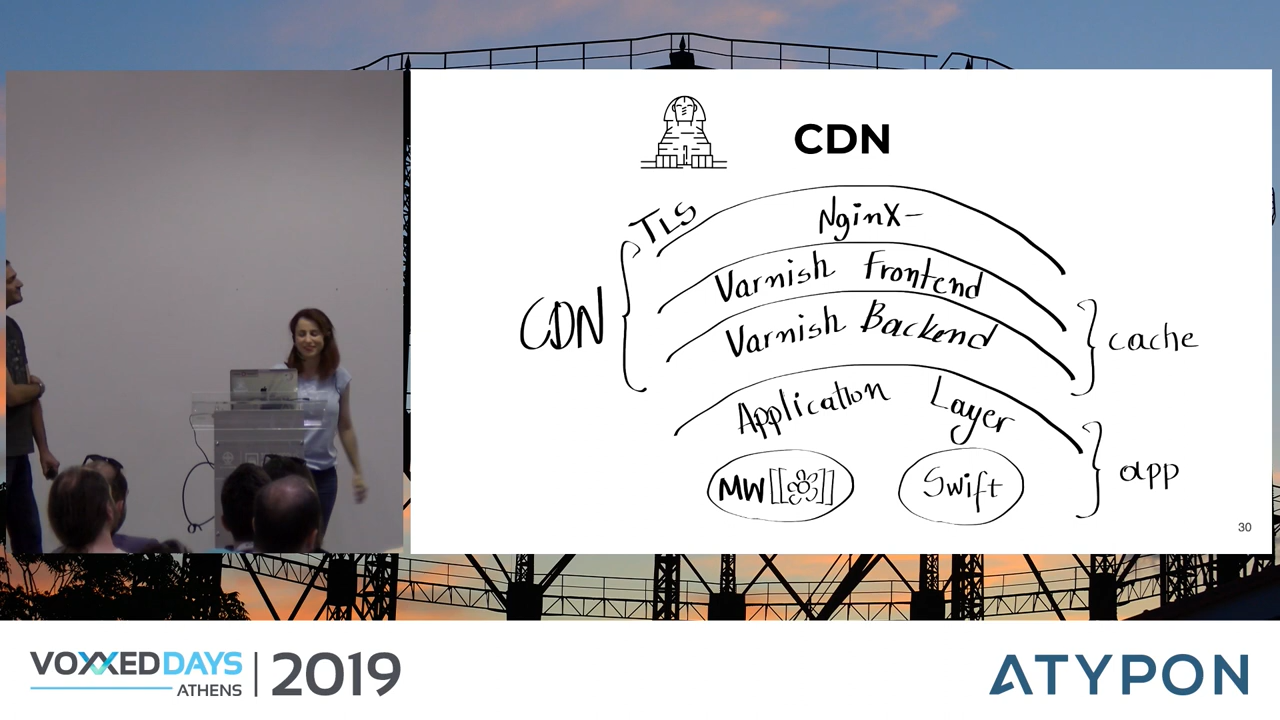 CDN
TLS
NginX-
Varnish Frontend
CDN
Varnish Backend
cache
Application Layer
MW[[]]
Swift
app
30
VOXXED DAYS
ATHENS
2019
ATYPON